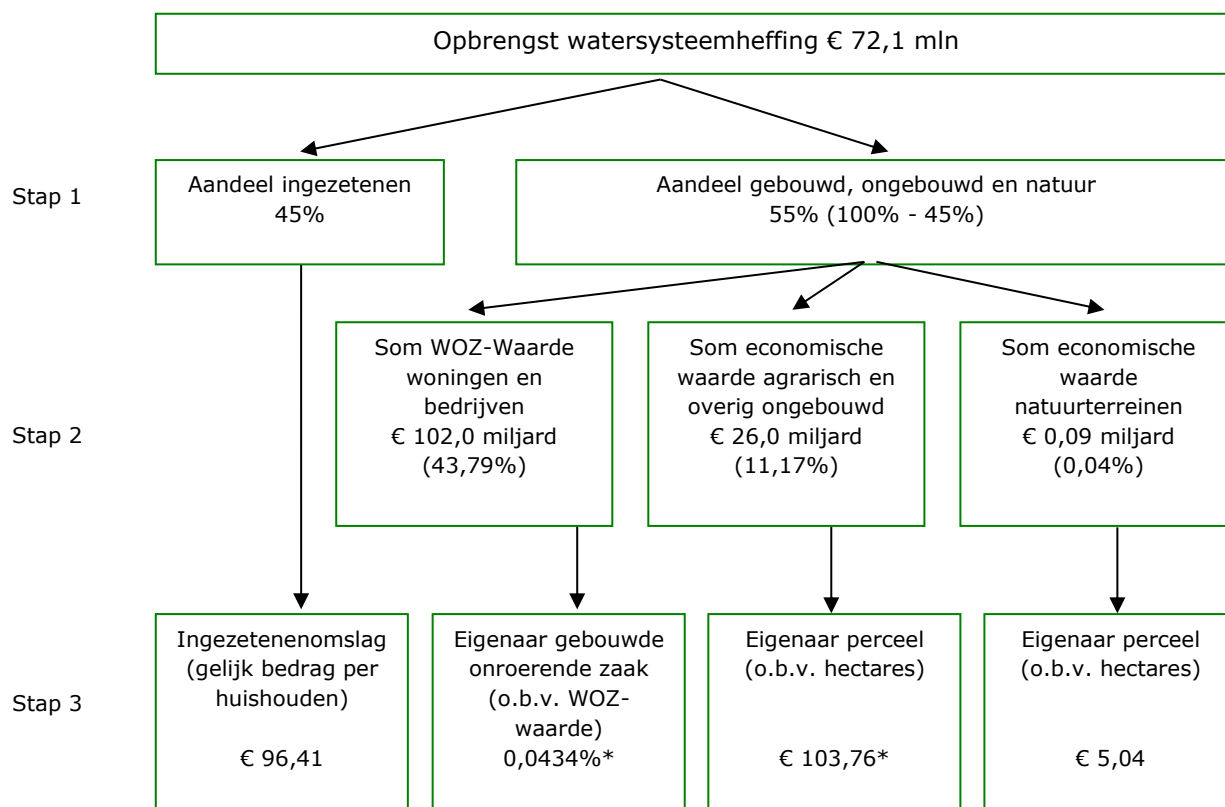 Opbrengst watersysteemheffing € 72,1 mln
Stap 1
Aandeel ingezetenen
45%
Aandeel gebouwd, ongebouwd en natuur
55% (100% - 45%)
Stap 2
Som WOZ-Waarde
woningen en
bedrijven
€ 102,0 miljard
(43,79%)
Som economische
waarde agrarisch en
overig ongebouwd
€ 26,0 miljard
(11,17%)
Som economische
waarde
natuurterreinen
€ 0,09 miljard
(0,04%)
Stap 3
Ingezetenenomslag
(gelijk bedrag per
huishouden)
€ 96,41
Eigenaar gebouwde
onroerende zaak
(o.b.v. WOZ-
waarde)
0,0434%*
Eigenaar perceel
(o.b.v. hectares)
€ 103,76*
Eigenaar perceel
(o.b.v. hectares)
€ 5,04